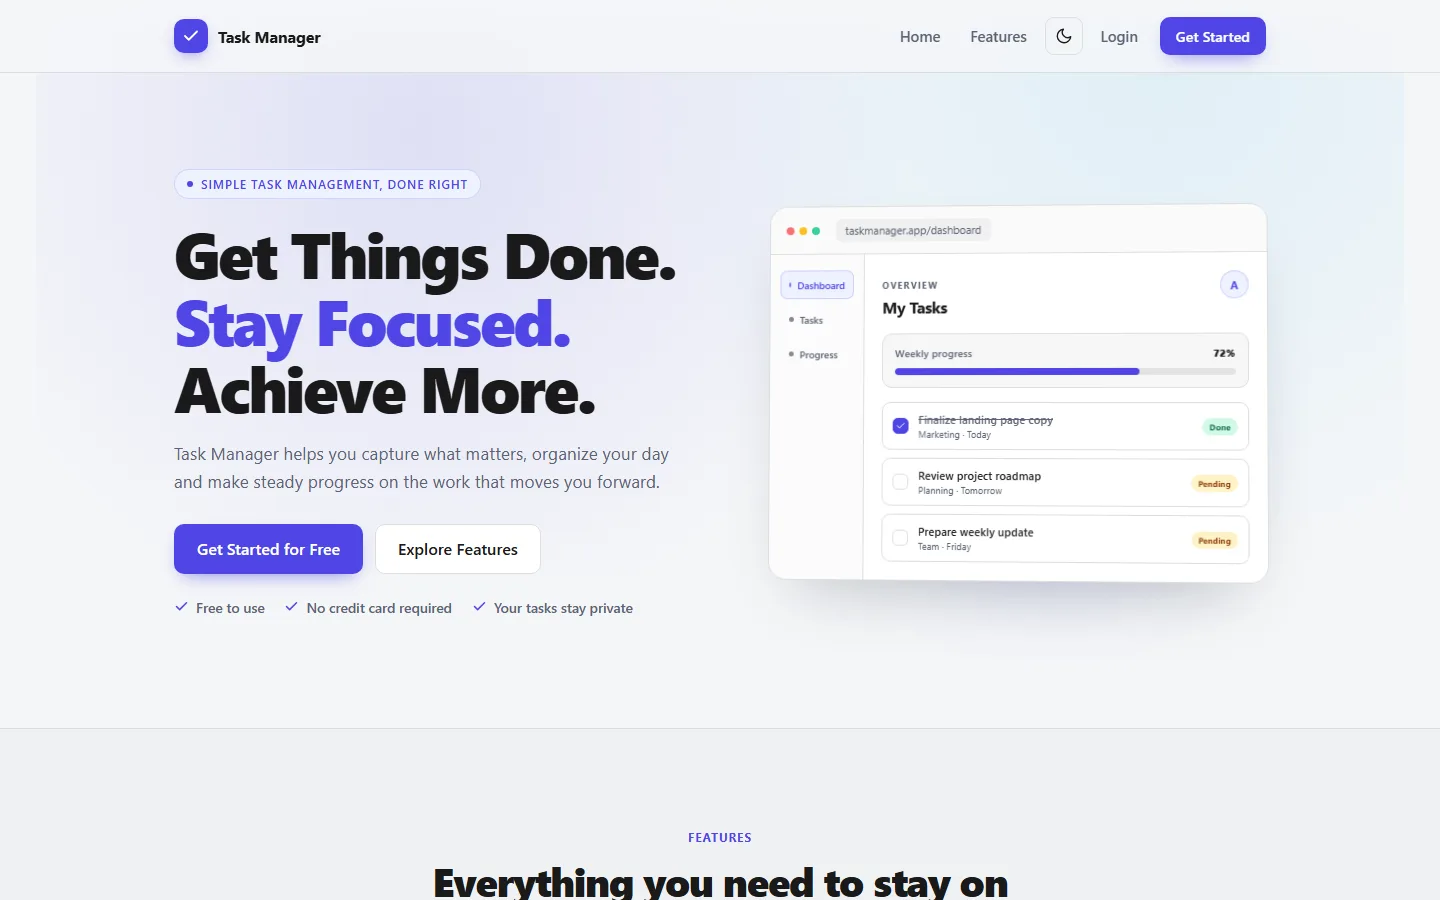 Task Manager
Home
Features
Login
Get Started
SIMPLE TASK MANAGEMENT, DONE RIGHT
Get Things Done.
Stay Focused.
Achieve More.
Task Manager helps you capture what matters, organize your day
and make steady progress on the work that moves you forward.
Get Started for Free
Explore Features
Free to use
No credit card required
Your tasks stay private
taskmanager.app/dashboard
Dashboard
Tasks
Progress
OVERVIEW
A
My Tasks
Weekly progress
72%
Finalize landing page copy
Marketing · Today
Done
Review project roadmap
Planning · Tomorrow
Pending
Prepare weekly update
Team · Friday
Pending
FEATURES
Everything you need to stay on